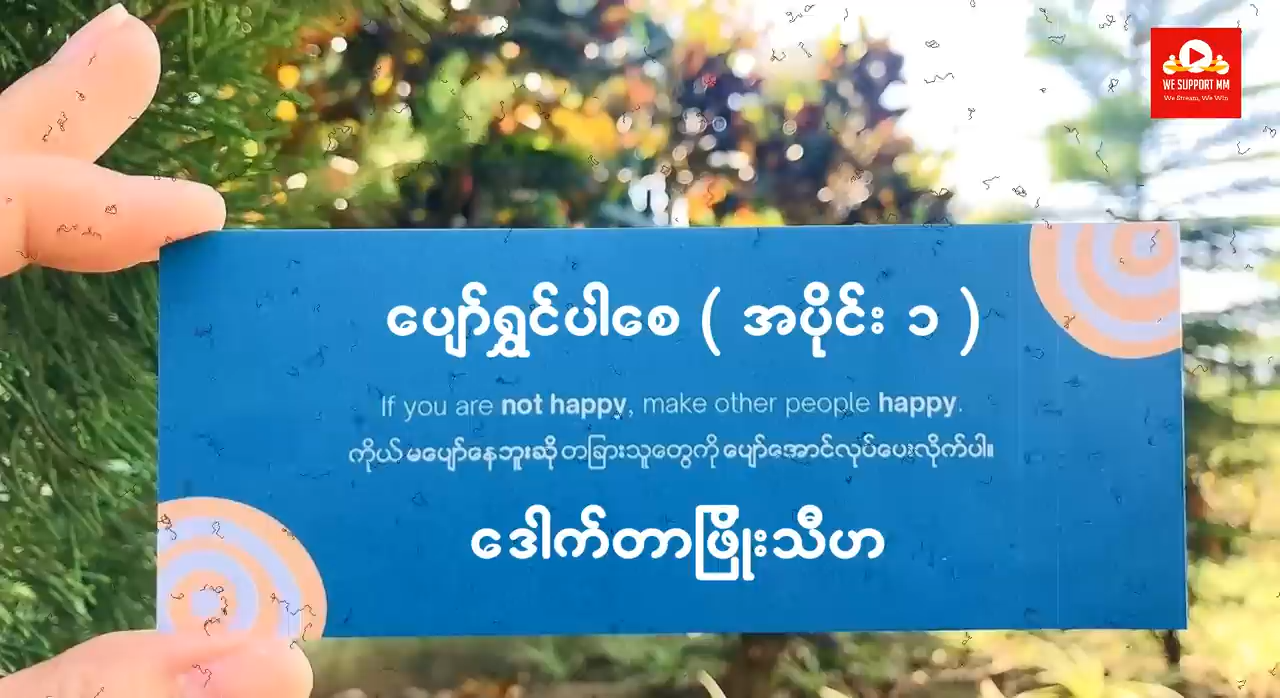 WE SUPPORT MM
We Stream, We Win
ပျော်ရွှင်ပါစေ ( အပိုင်း ၁ )
If you are not happy, make other people happy.
ကိုယ် မပျော်နေဘူးဆို တခြားသူတွေကို ပျော်အောင်လုပ်ပေးလိုက်ပါ။
ဒေါက်တာဖြိုးသီဟ